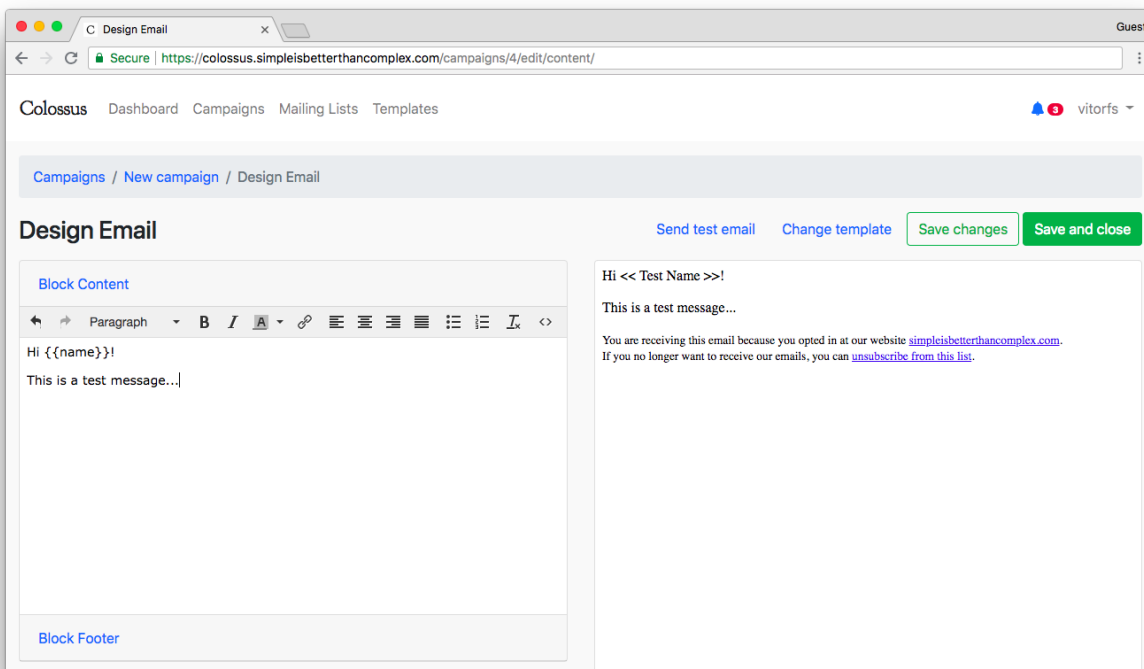 C Design Email
Guest
Secure https://colossus.simpleisbetterthancomplex.com/campaigns/4/edit/content/
Colossus Dashboard Campaigns Mailing Lists Templates 3 vitorfs
Campaigns / New campaign / Design Email
Design Email Send test email Change template Save changes Save and close
Block Content
Paragraph B I A
Hi {{name}}!
This is a test message...
Block Footer
Hi << Test Name >>!
This is a test message...
You are receiving this email because you opted in at our website simpleisbetterthancomplex.com.
If you no longer want to receive our emails, you can unsubscribe from this list.